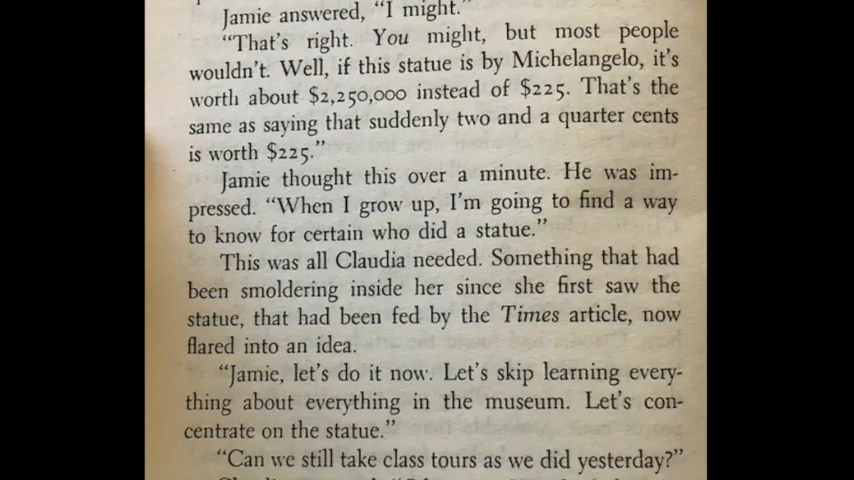 Jamie answered, "I might."
"That's right. You might, but most people
wouldn't. Well, if this statue is by Michelangelo, it's
worth about $2,250,000 instead of $225. That's the
same as saying that suddenly two and a quarter cents
is worth $225."
Jamie thought this over a minute. He was im-
pressed. "When I grow up, I'm going to find a way
to know for certain who did a statue."
This was all Claudia needed. Something that had
been smoldering inside her since she first saw the
statue, that had been fed by the Times article, now
flared into an idea.
"Jamie, let's do it now. Let's skip learning every-
thing about everything in the museum. Let's con-
centrate on the statue."
"Can we still take class tours as we did yesterday?"